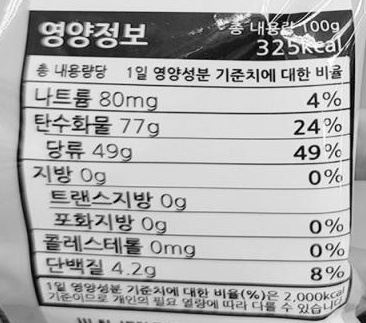 영양정보
총 내용량 100g
325kcal
총 내용량당 1일 영양성분 기준치에 대한 비율
나트륨 80mg 4%
탄수화물 77g 24%
당류 49g 49%
지방 0g 0%
트랜스지방 0g
포화지방 0g 0%
콜레스테롤 0mg 0%
단백질 4.2g 8%
1일 영양성분 기준치에 대한 비율(%)은 2,000kcal
기준이므로 개인의 필요 열량에 따라 다를 수 있습니다